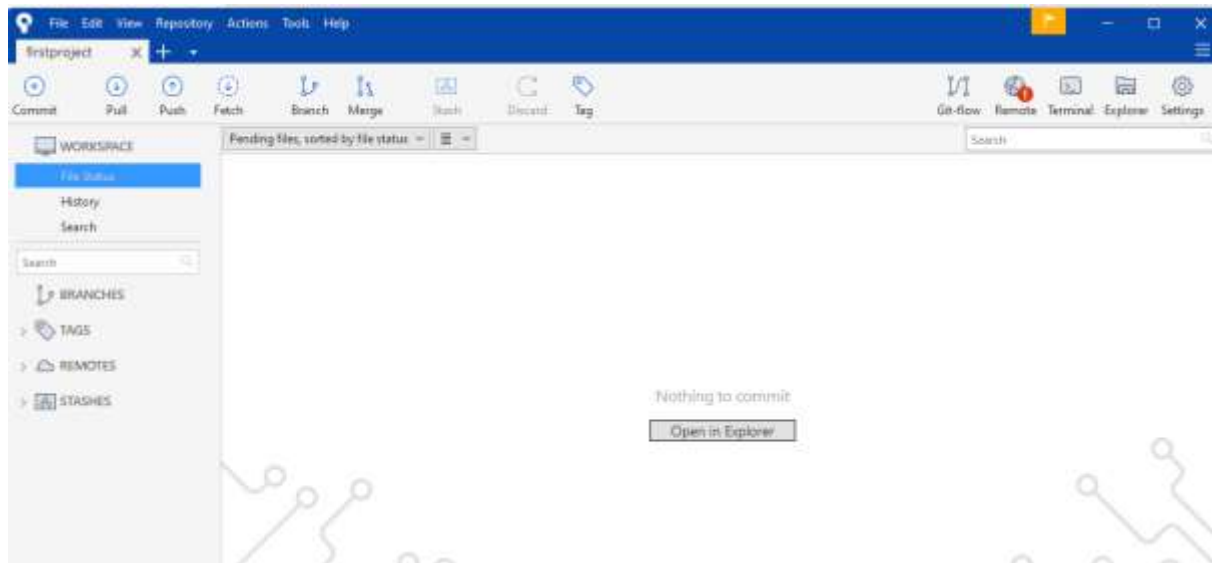 File Edit View Repository Actions Tools Help
firstproject
Commit Pull Push Fetch Branch Merge Stash Discard Tag Git-flow Remote Terminal Explorer Settings
WORKSPACE
Pending files, sorted by file status
Search
File Status
History
Search
Search
BRANCHES
TAGS
REMOTES
STASHES
Nothing to commit
Open in Explorer